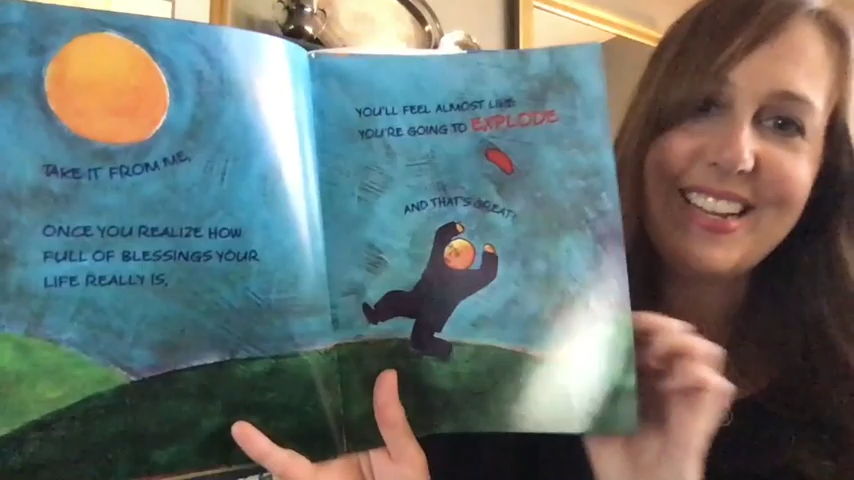 TAKE IT FROM ME,
ONCE YOU REALIZE HOW
FULL OF BLESSINGS YOUR
LIFE REALLY IS,
YOU'LL FEEL ALMOST LIKE
YOU'RE GOING TO EXPLODE
AND THAT'S GREAT!